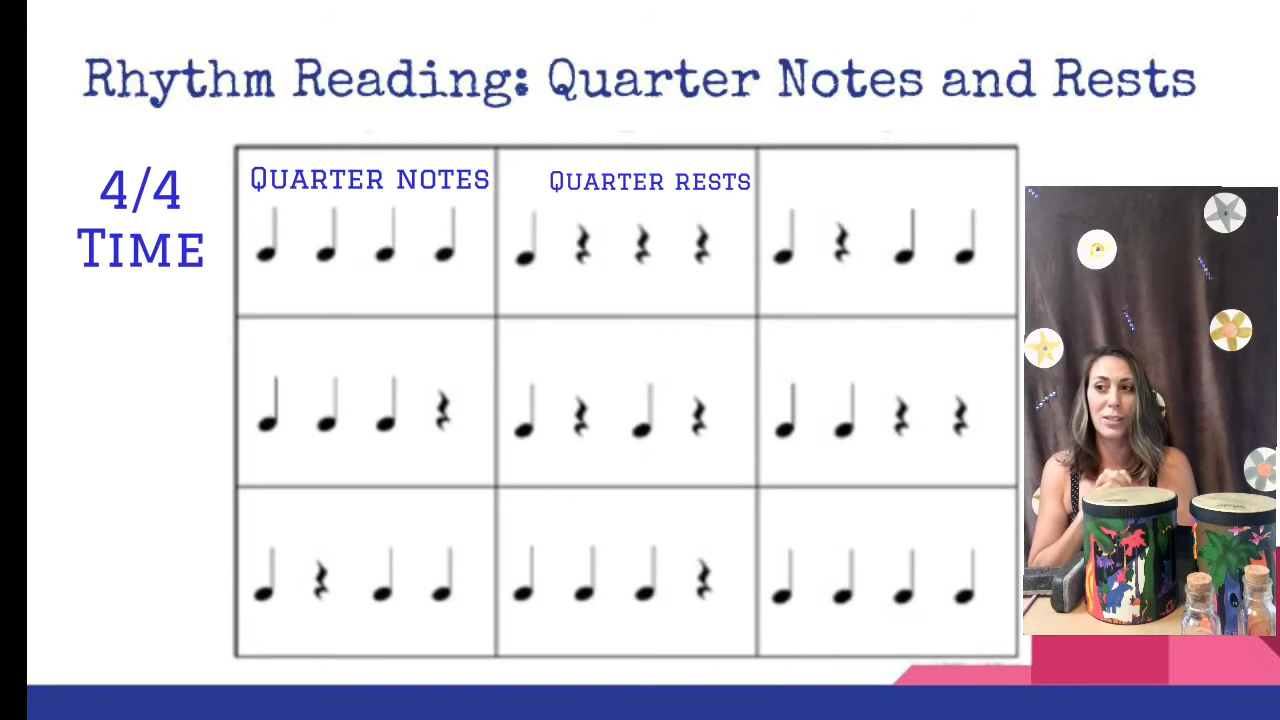 Rhythm Reading: Quarter Notes and Rests
4/4
Time
Quarter notes
Quarter rests